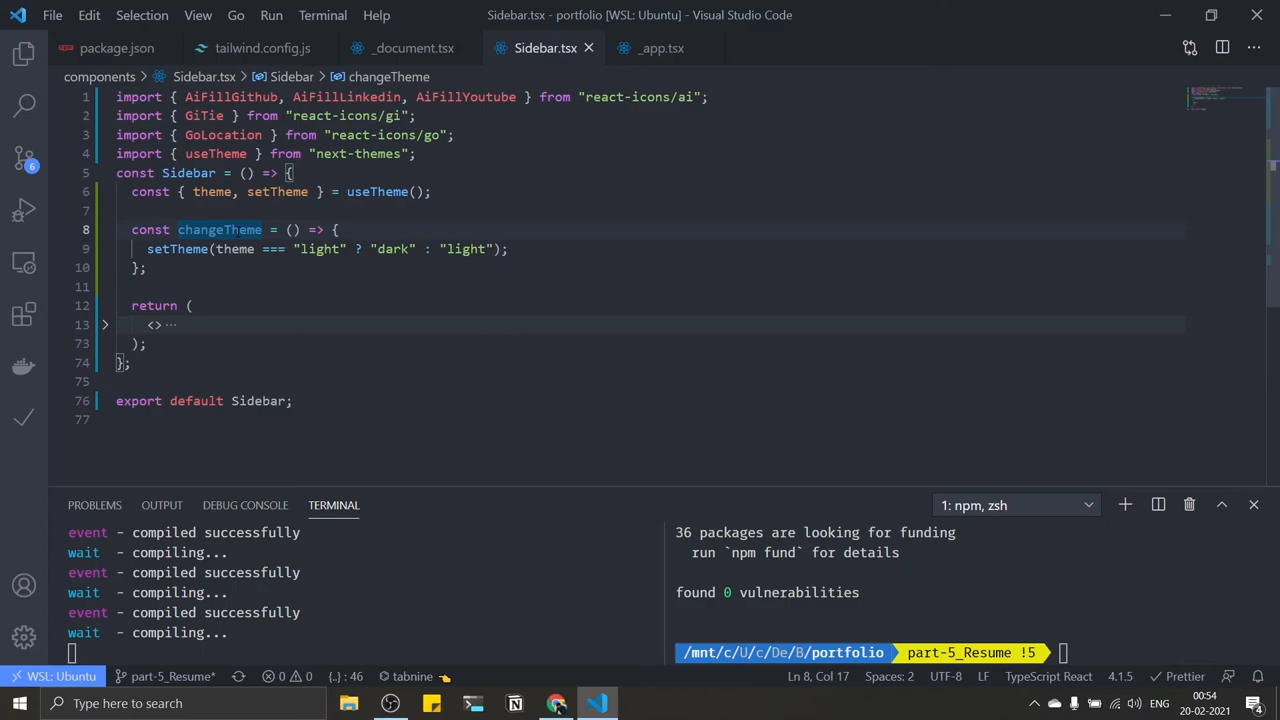 File Edit Selection View Go Run Terminal Help Sidebar.tsx - portfolio [WSL: Ubuntu] - Visual Studio Code
package.json tailwind.config.js _document.tsx Sidebar.tsx _app.tsx
components > Sidebar.tsx > Sidebar > changeTheme
1 import { AiFillGithub, AiFillLinkedin, AiFillYoutube } from "react-icons/ai";
2 import { GiTie } from "react-icons/gi";
3 import { GoLocation } from "react-icons/go";
4 import { useTheme } from "next-themes";
5 const Sidebar = () => {
6 const { theme, setTheme } = useTheme();
7
8 const changeTheme = () => {
9 setTheme(theme === "light" ? "dark" : "light");
10 };
11
12 return (
13 <> ...
73 );
74 };
75
76 export default Sidebar;
77
6
PROBLEMS OUTPUT DEBUG CONSOLE TERMINAL 1: npm, zsh
event - compiled successfully
wait - compiling...
event - compiled successfully
wait - compiling...
event - compiled successfully
wait - compiling...
36 packages are looking for funding
run `npm fund` for details
found 0 vulnerabilities
/mnt/c/U/c/De/B/portfolio part-5_Resume !5
WSL: Ubuntu part-5_Resume* 0 0 {.} : 46 tabnine Ln 8, Col 17 Spaces: 2 UTF-8 LF TypeScript React 4.1.5 Prettier
Type here to search ENG 00:54
20-02-2021 4